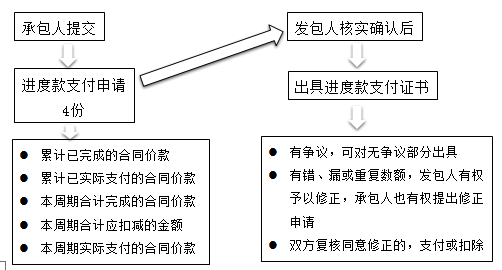 承包人提交
发包人核实确认后
进度款支付申请
4份
出具进度款支付证书
● 累计已完成的合同价款
● 累计已实际支付的合同价款
● 本周期合计完成的合同价款
● 本周期合计应扣减的金额
● 本周期实际支付的合同价款
● 有争议，可对无争议部分出具
● 有错、漏或重复数额，发包人有权
予以修正，承包人也有权提出修正
申请
● 双方复核同意修正的，支付或扣除